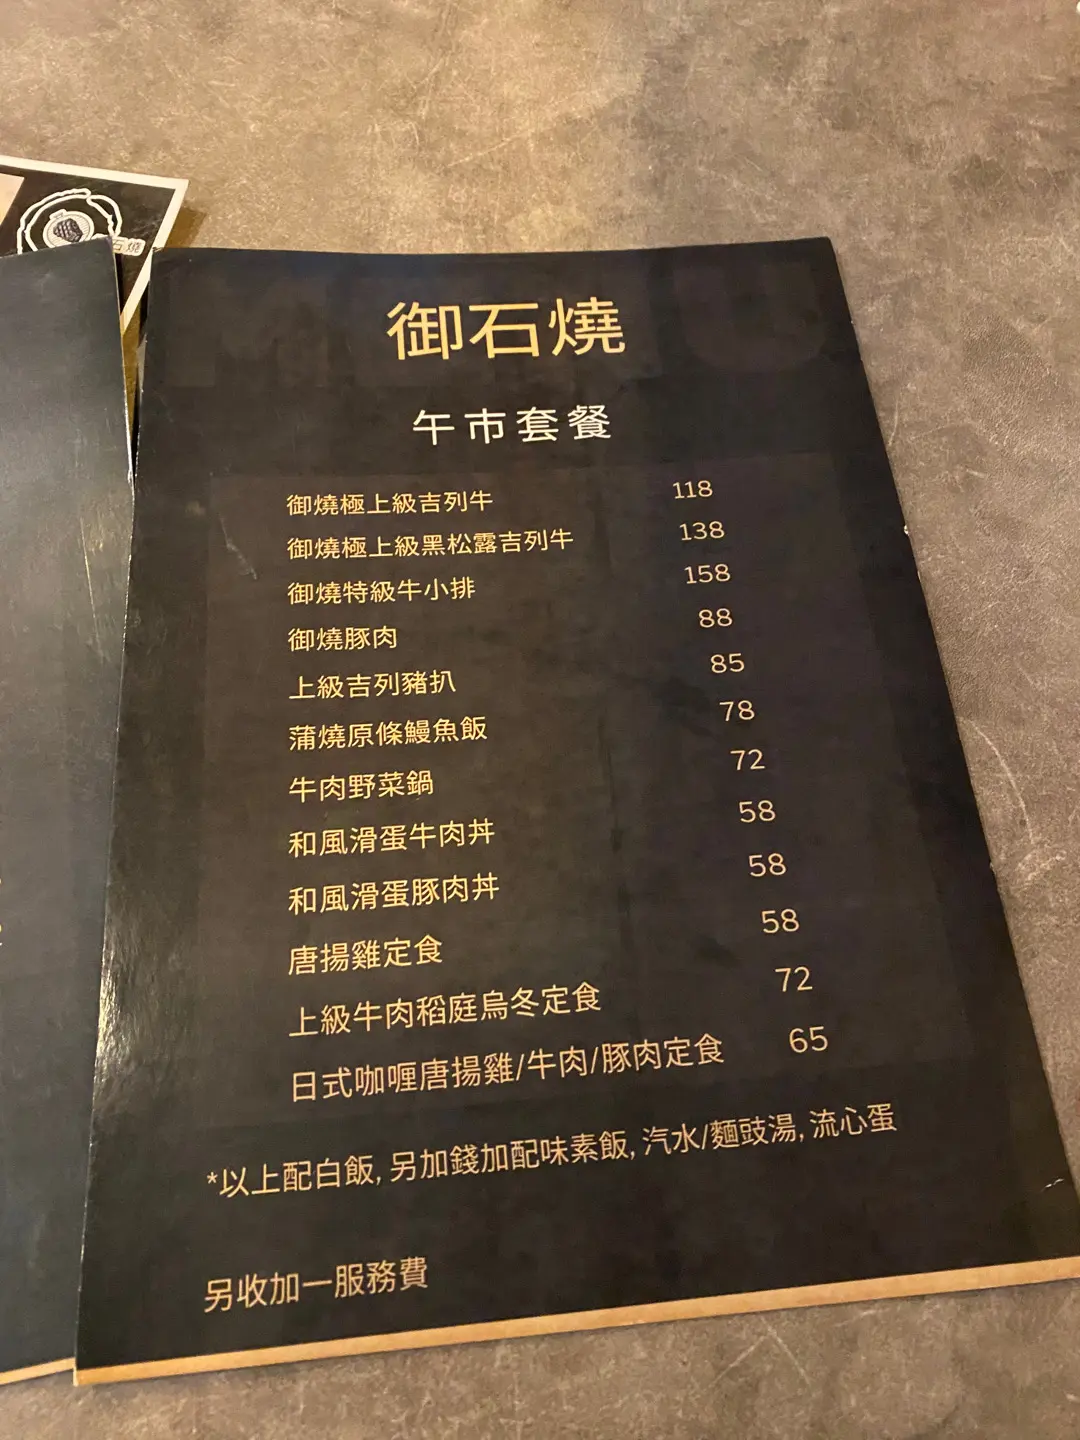 石燒
御石燒
午市套餐
御燒極上級吉列牛 118
御燒極上級黑松露吉列牛 138
御燒特級牛小排 158
御燒豚肉 88
上級吉列豬扒 85
蒲燒原條鰻魚飯 78
牛肉野菜鍋 72
和風滑蛋牛肉丼 58
和風滑蛋豚肉丼 58
唐揚雞定食 58
上級牛肉稻庭烏冬定食 72
日式咖喱唐揚雞/牛肉/豚肉定食 65
*以上配白飯, 另加錢加配味素飯, 汽水/麵豉湯, 流心蛋
另收加一服務費